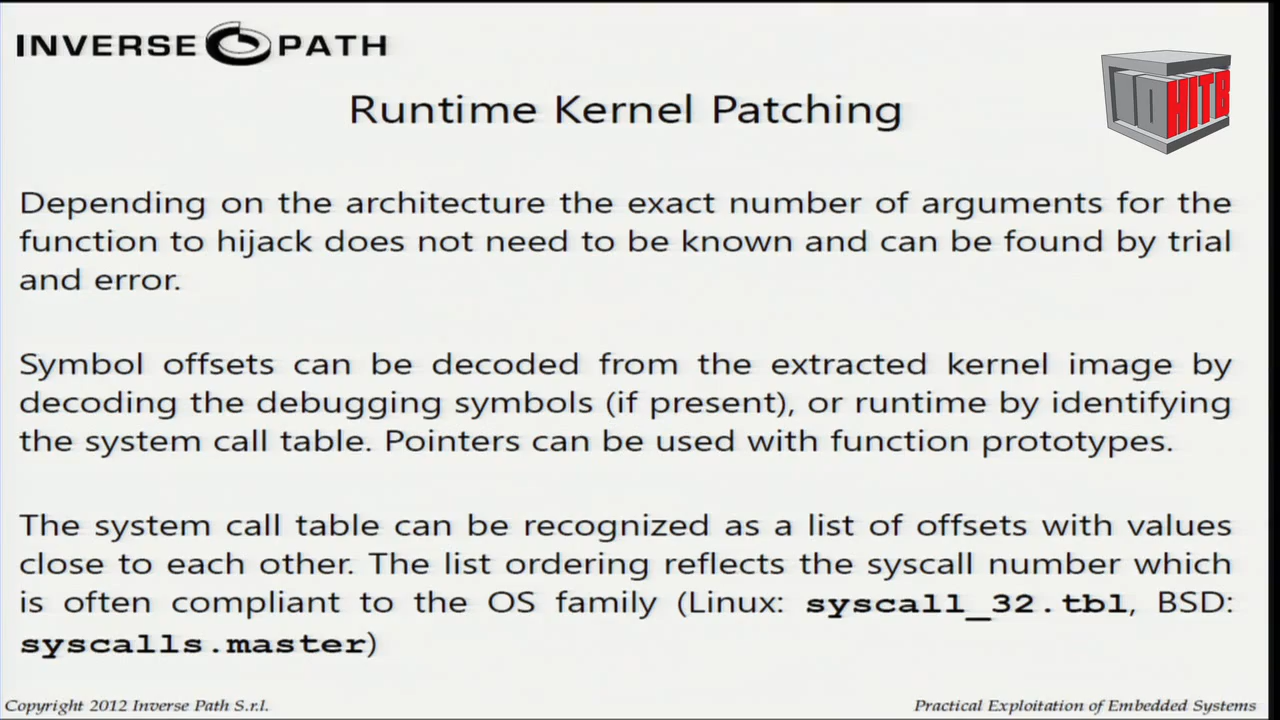 INVERSE PATH
10 HITB
Runtime Kernel Patching
Depending on the architecture the exact number of arguments for the
function to hijack does not need to be known and can be found by trial
and error.
Symbol offsets can be decoded from the extracted kernel image by
decoding the debugging symbols (if present), or runtime by identifying
the system call table. Pointers can be used with function prototypes.
The system call table can be recognized as a list of offsets with values
close to each other. The list ordering reflects the syscall number which
is often compliant to the OS family (Linux: syscall_32.tbl, BSD:
syscalls.master)
Copyright 2012 Inverse Path S.r.l.
Practical Exploitation of Embedded Systems